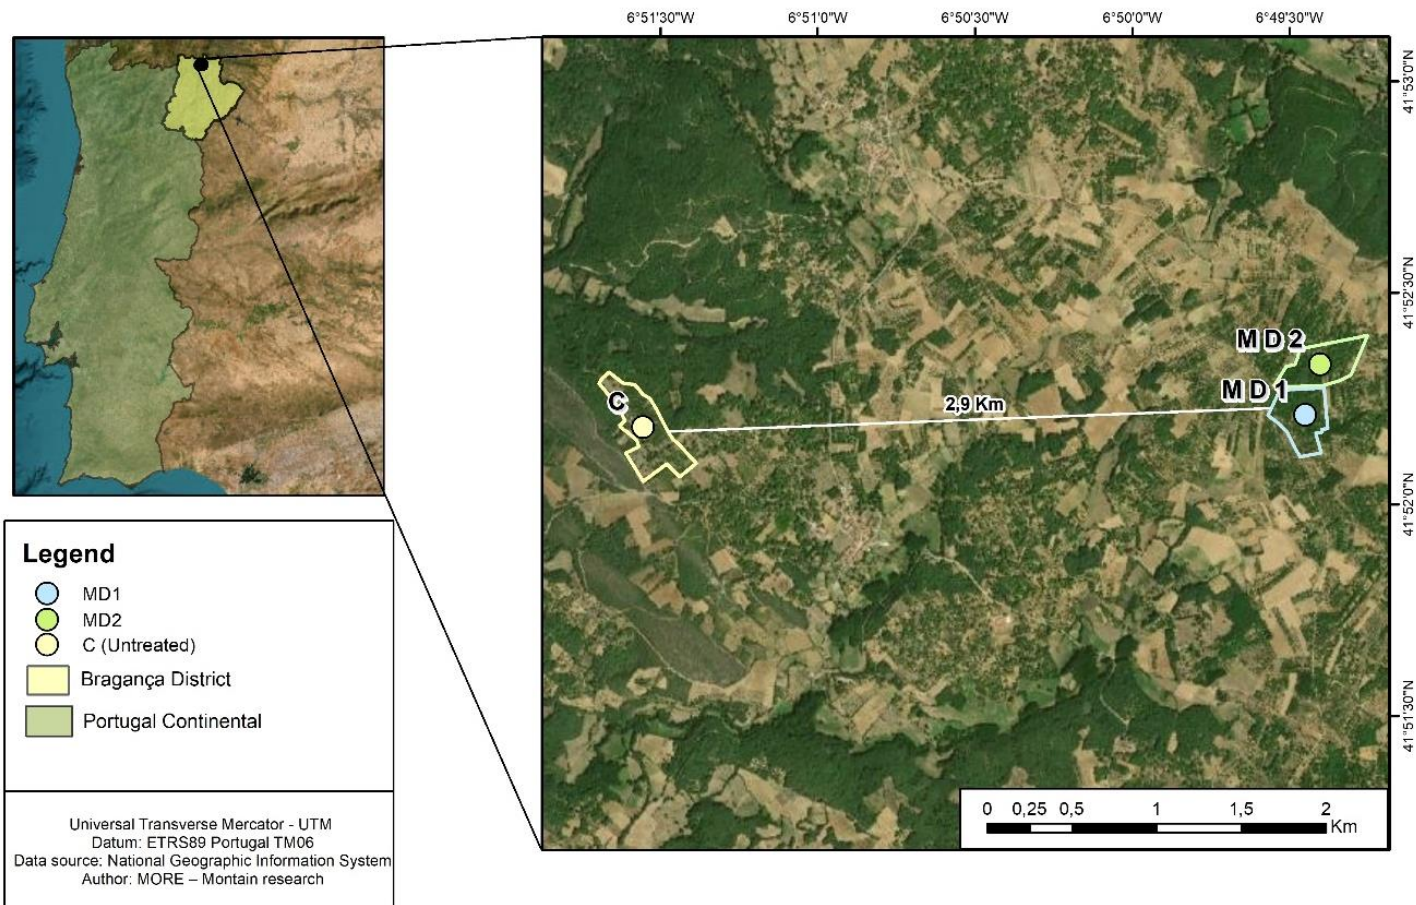 6°51'30"W
6°51'0"W
6°50'30"W
6°50'0"W
6°49'30"W
41°53'0"N
41°52'30"N
41°52'0"N
41°51'30"N
M D 2
M D 1
C
2,9 Km
Legend
MD1
MD2
C (Untreated)
Bragança District
Portugal Continental
Universal Transverse Mercator - UTM
Datum: ETRS89 Portugal TM06
Data source: National Geographic Information System
Author: MORE – Montain research
0 0,25 0,5 1 1,5 2
Km